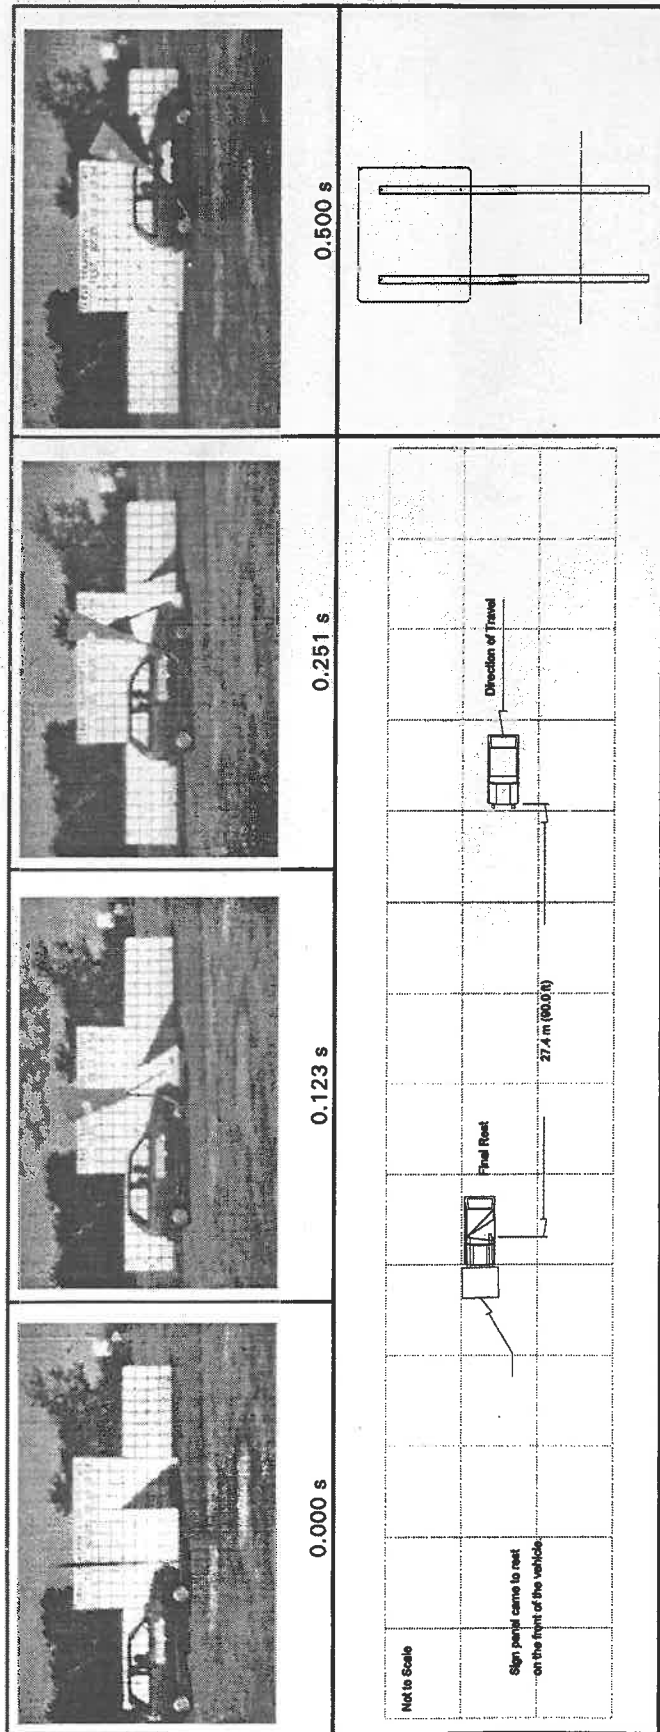 0.000 s
0.123 s
0.251 s
0.500 s
Not to Scale
Sign panel came to rest
on the front of the vehicle.
Final Rest
27.4 m (90.0 ft)
Direction of Travel